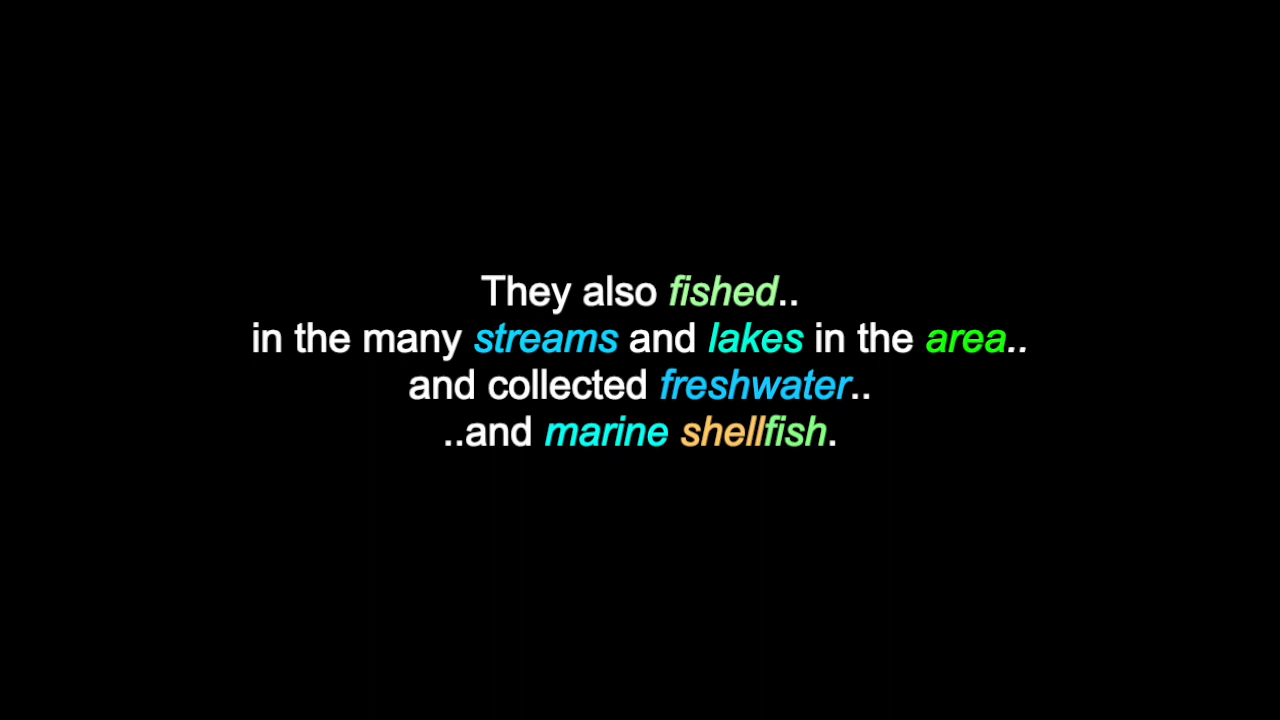 They also fished..
in the many streams and lakes in the area..
and collected freshwater..
..and marine shellfish.